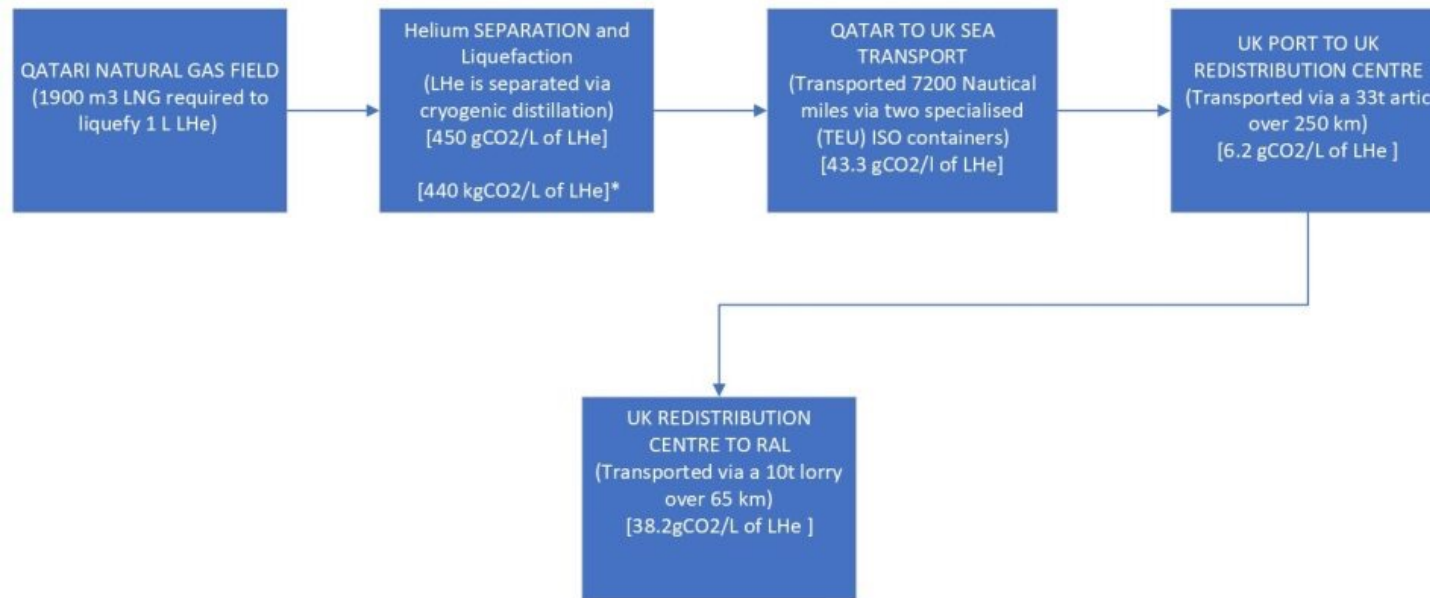 QATARI NATURAL GAS FIELD
(1900 m3 LNG required to
liquefy 1 L LHe)
Helium SEPARATION and
Liquefaction
(LHe is separated via
cryogenic distillation)
[450 gCO2/L of LHe]
[440 kgCO2/L of LHe]*
QATAR TO UK SEA
TRANSPORT
(Transported 7200 Nautical
miles via two specialised
(TEU) ISO containers)
[43.3 gCO2/l of LHe]
UK PORT TO UK
REDISTRIBUTION CENTRE
(Transported via a 33t artic
over 250 km)
[6.2 gCO2/L of LHe ]
UK REDISTRIBUTION
CENTRE TO RAL
(Transported via a 10t lorry
over 65 km)
[38.2gCO2/L of LHe ]